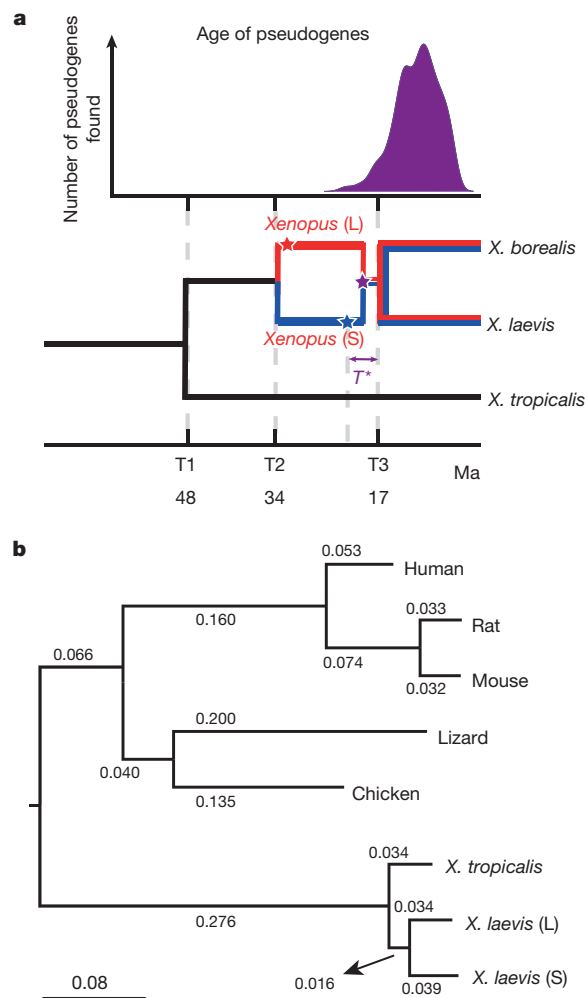 a
Age of pseudogenes
Number of pseudogenes
found
Xenopus (L)
X. borealis
X. laevis
Xenopus (S)
T*
X. tropicalis
T1 T2 T3
Ma
48 34 17
b
0.053
Human
0.033
0.160
Rat
0.066
0.074
Mouse
0.032
0.200
Lizard
0.040
Chicken
0.135
0.034
X. tropicalis
0.034
0.276
X. laevis (L)
X. laevis (S)
0.08
0.016
0.039